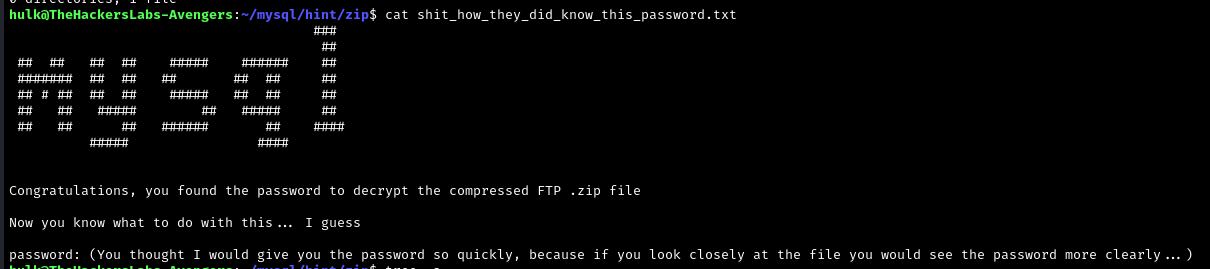 0 directories, 1 file
hulk@TheHackersLabs-Avengers:~/mysql/hint/zip$ cat shit_how_they_did_know_this_password.txt
                                       ###
                                        ##
 ##  ##   ##  ##    #####    ######     ##
 #######  ##  ##   ##       ##  ##      ##
 ## # ##  ##  ##    #####   ##  ##      ##
 ##   ##   #####        ##   #####      ##
 ##   ##      ##   ######       ##     ####
          #####                ####
Congratulations, you found the password to decrypt the compressed FTP .zip file
Now you know what to do with this... I guess
password: (You thought I would give you the password so quickly, because if you look closely at the file you would see the password more clearly...)
hulk@TheHackersLabs-Avengers:~/mysql/hint/zip$ tree -a